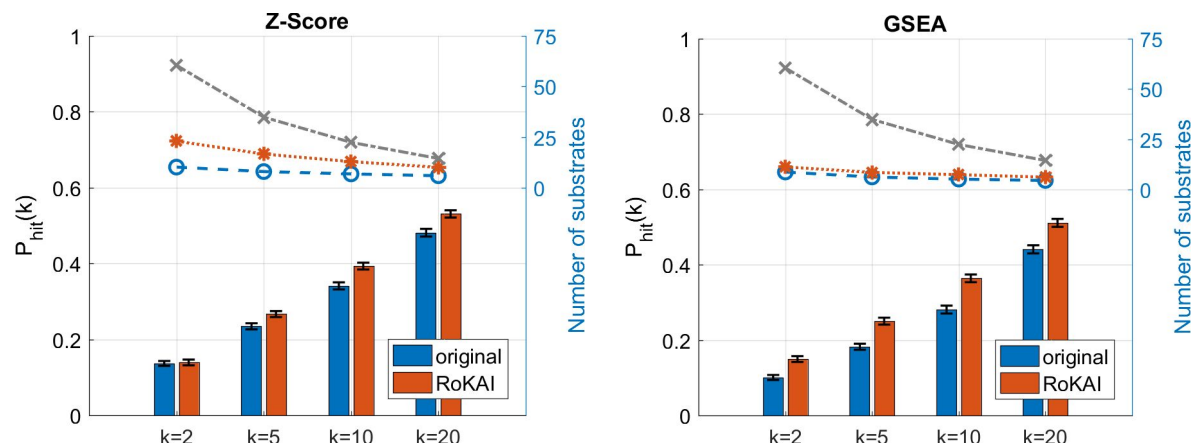 Z-Score
1
0.8
0.6
0.4
0.2
0
P_hit(k)
75
50
25
0
Number of substrates
original
RoKAI
k=2 k=5 k=10 k=20
GSEA
1
0.8
0.6
0.4
0.2
0
P_hit(k)
75
50
25
0
Number of substrates
original
RoKAI
k=2 k=5 k=10 k=20